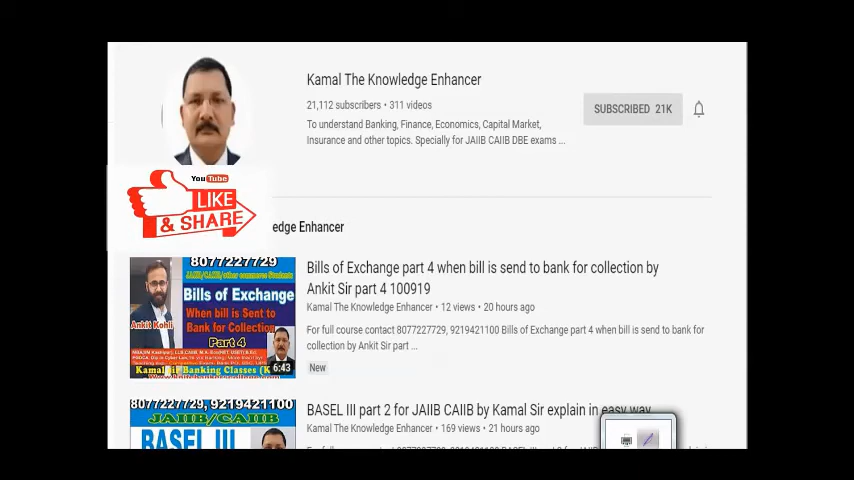 Kamal The Knowledge Enhancer
21,112 subscribers • 311 videos
SUBSCRIBED 21K
To understand Banking, Finance, Economics, Capital Market,
Insurance and other topics. Specially for JAIIB CAIIB DBE exams ...
YouTube
LIKE
& SHARE
edge Enhancer
8077227729
JAIIB/CAIIB/other commerce Students
Bills of Exchange
When bill is Sent to
Bank for Collection
Part 4
Ankit Kohli
Kamal Banking Classes
6:43
Bills of Exchange part 4 when bill is send to bank for collection by
Ankit Sir part 4 100919
Kamal The Knowledge Enhancer • 12 views • 20 hours ago
For full course contact 8077227729, 9219421100 Bills of Exchange part 4 when bill is send to bank for
collection by Ankit Sir part ...
New
8077227729, 9219421100
JAIIB/CAIIB
BASEL III
BASEL III part 2 for JAIIB CAIIB by Kamal Sir explain in easy way
Kamal The Knowledge Enhancer • 169 views • 21 hours ago